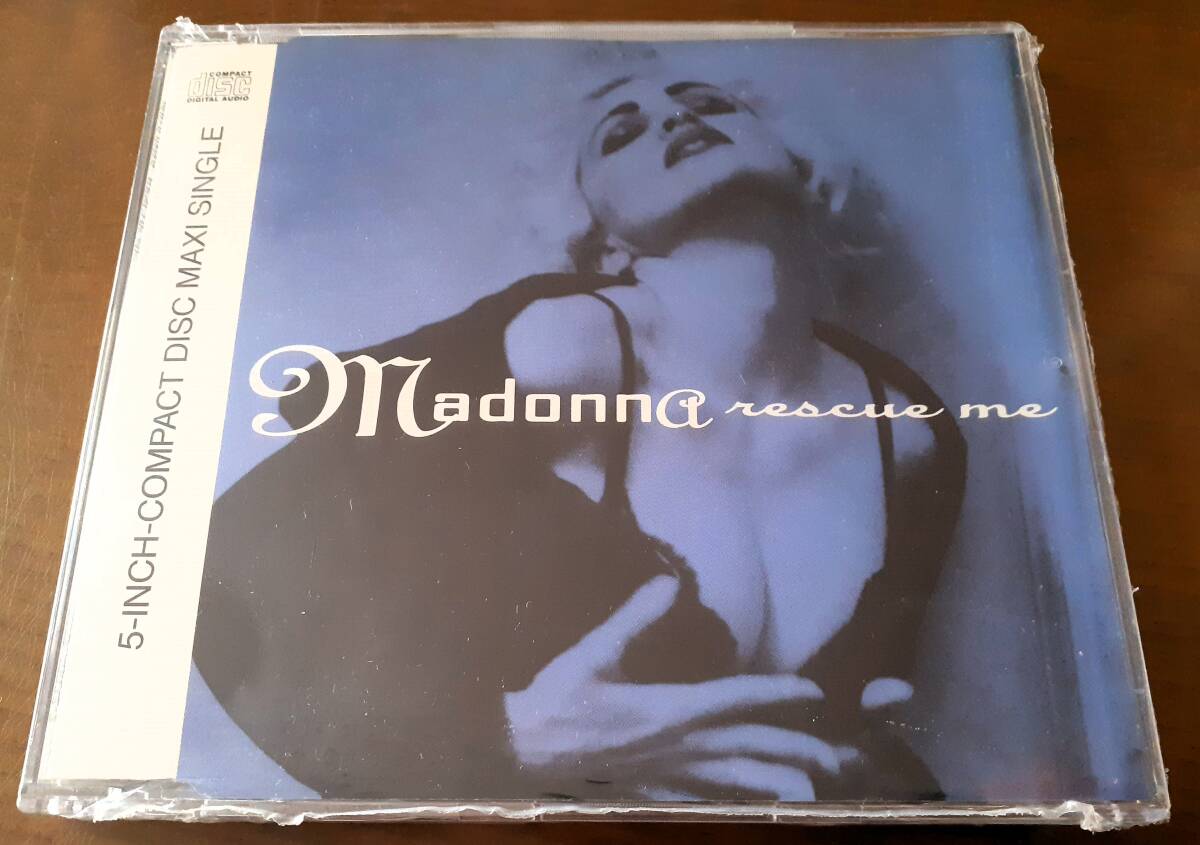 COMPACT
disc
DIGITAL AUDIO
5-INCH-COMPACT DISC MAXI SINGLE
Madonna rescue me